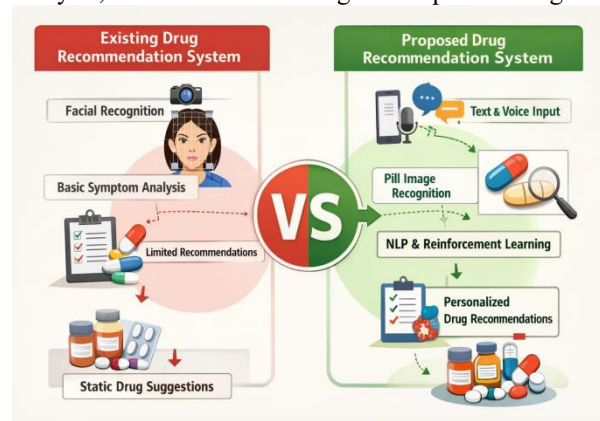 Existing Drug
Recommendation System
Facial Recognition
Basic Symptom Analysis
Limited Recommendations
Static Drug Suggestions
VS
Proposed Drug
Recommendation System
Text & Voice Input
Pill Image
Recognition
NLP & Reinforcement Learning
Personalized
Drug Recommendations